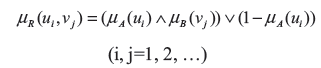 μ_R(u_i, v_j) = (μ_A(u_i) ∧ μ_B(v_j)) ∨ (1 − μ_A(u_i))
(i, j=1, 2, …)